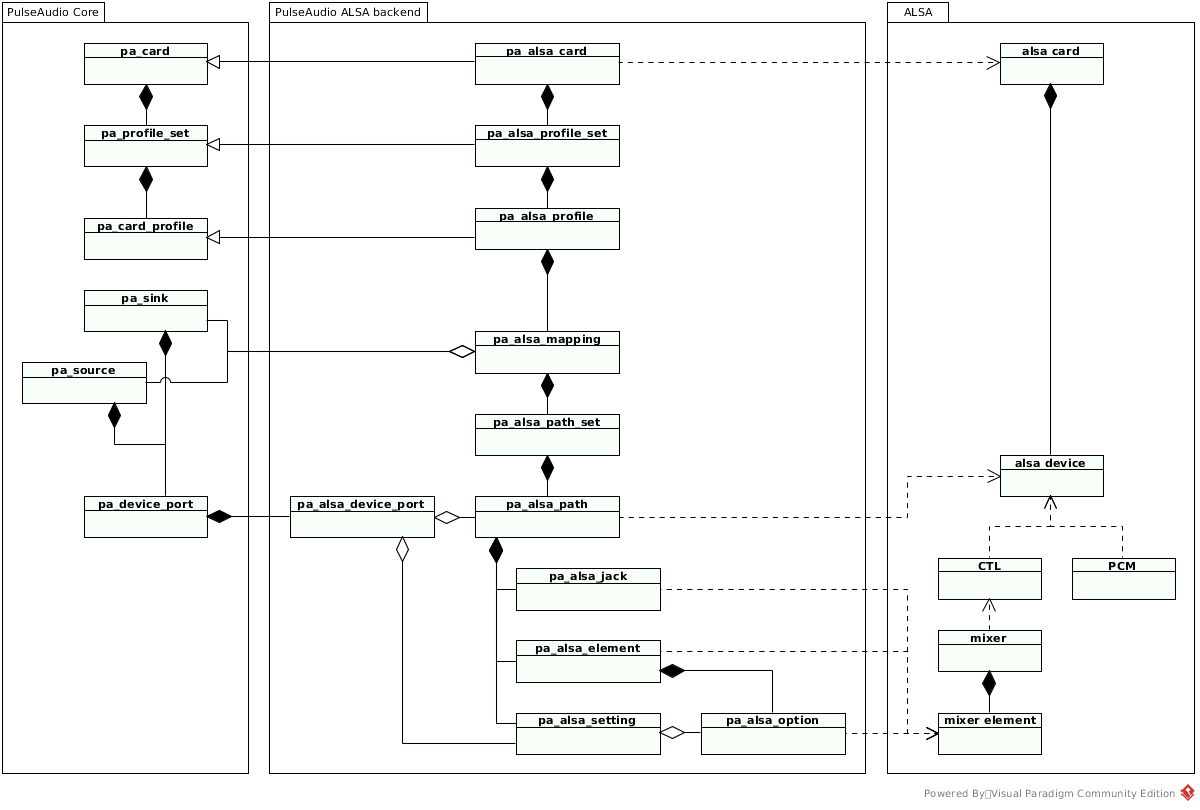 PulseAudio Core
PulseAudio ALSA backend
ALSA
pa_card
pa_alsa_card
alsa card
pa_profile_set
pa_alsa_profile_set
pa_card_profile
pa_alsa_profile
pa_sink
pa_alsa_mapping
pa_source
pa_alsa_path_set
alsa device
pa_device_port
pa_alsa_device_port
pa_alsa_path
CTL
PCM
pa_alsa_jack
mixer
pa_alsa_element
pa_alsa_setting
pa_alsa_option
mixer element
Powered By▯Visual Paradigm Community Edition